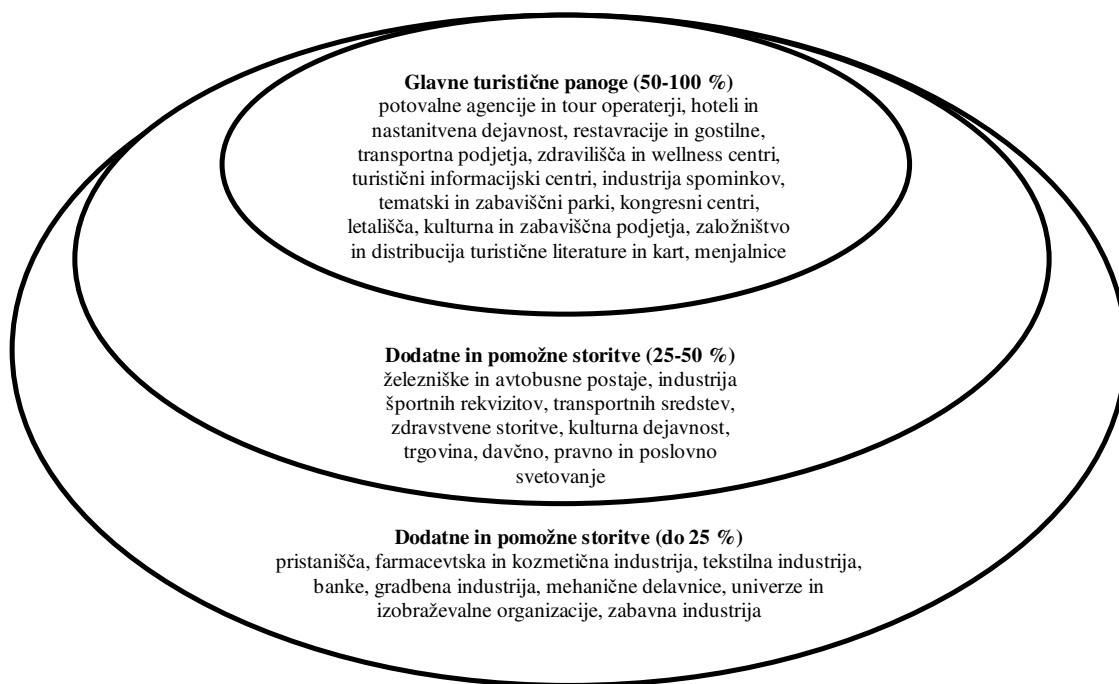 Glavne turistične panoge (50-100 %)
potovalne agencije in tour operaterji, hoteli in
nastanitvena dejavnost, restavracije in gostilne,
transportna podjetja, zdravilišča in wellness centri,
turistični informacijski centri, industrija spominkov,
tematski in zabaviščni parki, kongresni centri,
letališča, kulturna in zabaviščna podjetja, založništvo
in distribucija turistične literature in kart, menjalnice
Dodatne in pomožne storitve (25-50 %)
železniške in avtobusne postaje, industrija
športnih rekvizitov, transportnih sredstev,
zdravstvene storitve, kulturna dejavnost,
trgovina, davčno, pravno in poslovno
svetovanje
Dodatne in pomožne storitve (do 25 %)
pristanišča, farmacevtska in kozmetična industrija, tekstilna industrija,
banke, gradbena industrija, mehanične delavnice, univerze in
izobraževalne organizacije, zabavna industrija